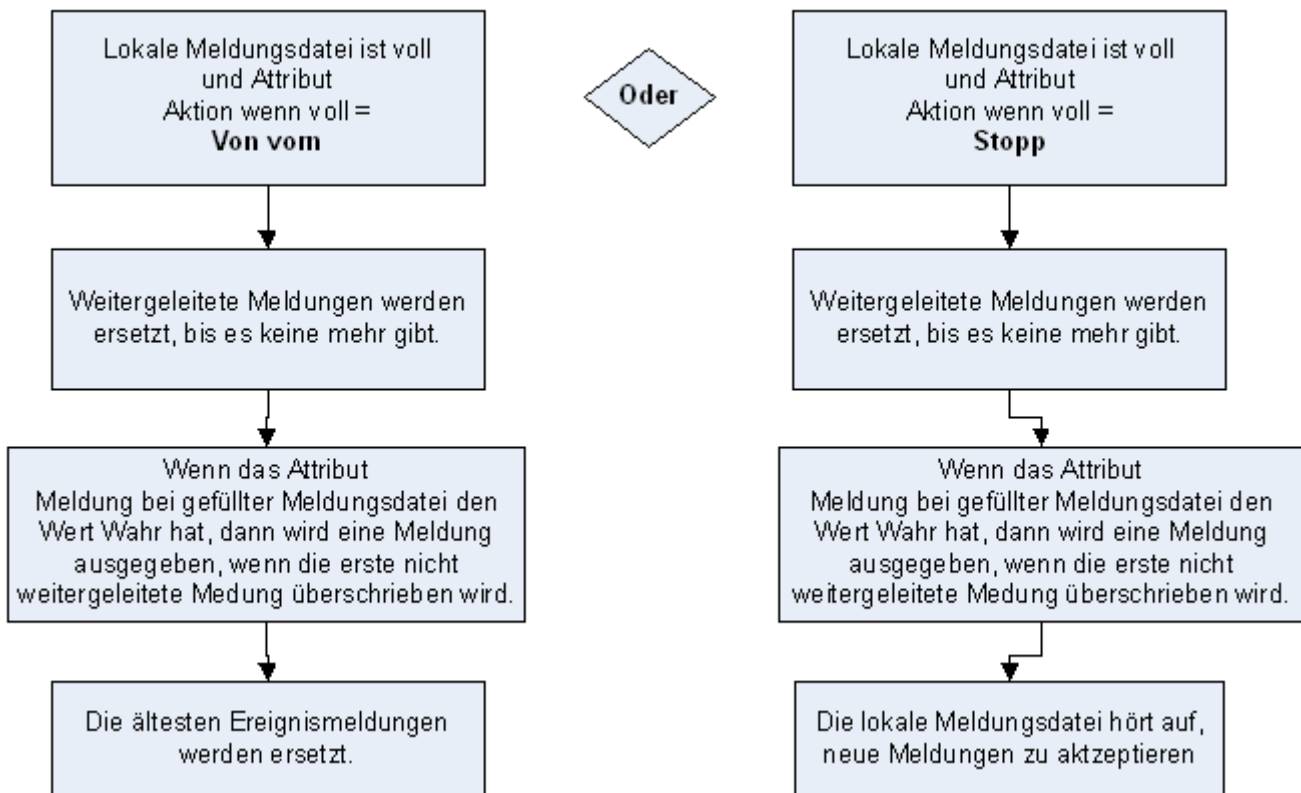 Lokale Meldungsdatei ist voll
und Attribut
Aktion wenn voll =
Von vorn
Oder
Lokale Meldungsdatei ist voll
und Attribut
Aktion wenn voll =
Stopp
Weitergeleitete Meldungen werden
ersetzt, bis es keine mehr gibt.
Weitergeleitete Meldungen werden
ersetzt, bis es keine mehr gibt.
Wenn das Attribut
Meldung bei gefüllter Meldungsdatei den
Wert Wahr hat, dann wird eine Meldung
ausgegeben, wenn die erste nicht
weitergeleitete Medung überschrieben wird.
Wenn das Attribut
Meldung bei gefüllter Meldungsdatei den
Wert Wahr hat, dann wird eine Meldung
ausgegeben, wenn die erste nicht
weitergeleitete Medung überschrieben wird.
Die ältesten Ereignismeldungen
werden ersetzt.
Die lokale Meldungsdatei hört auf,
neue Meldungen zu aktzeptieren